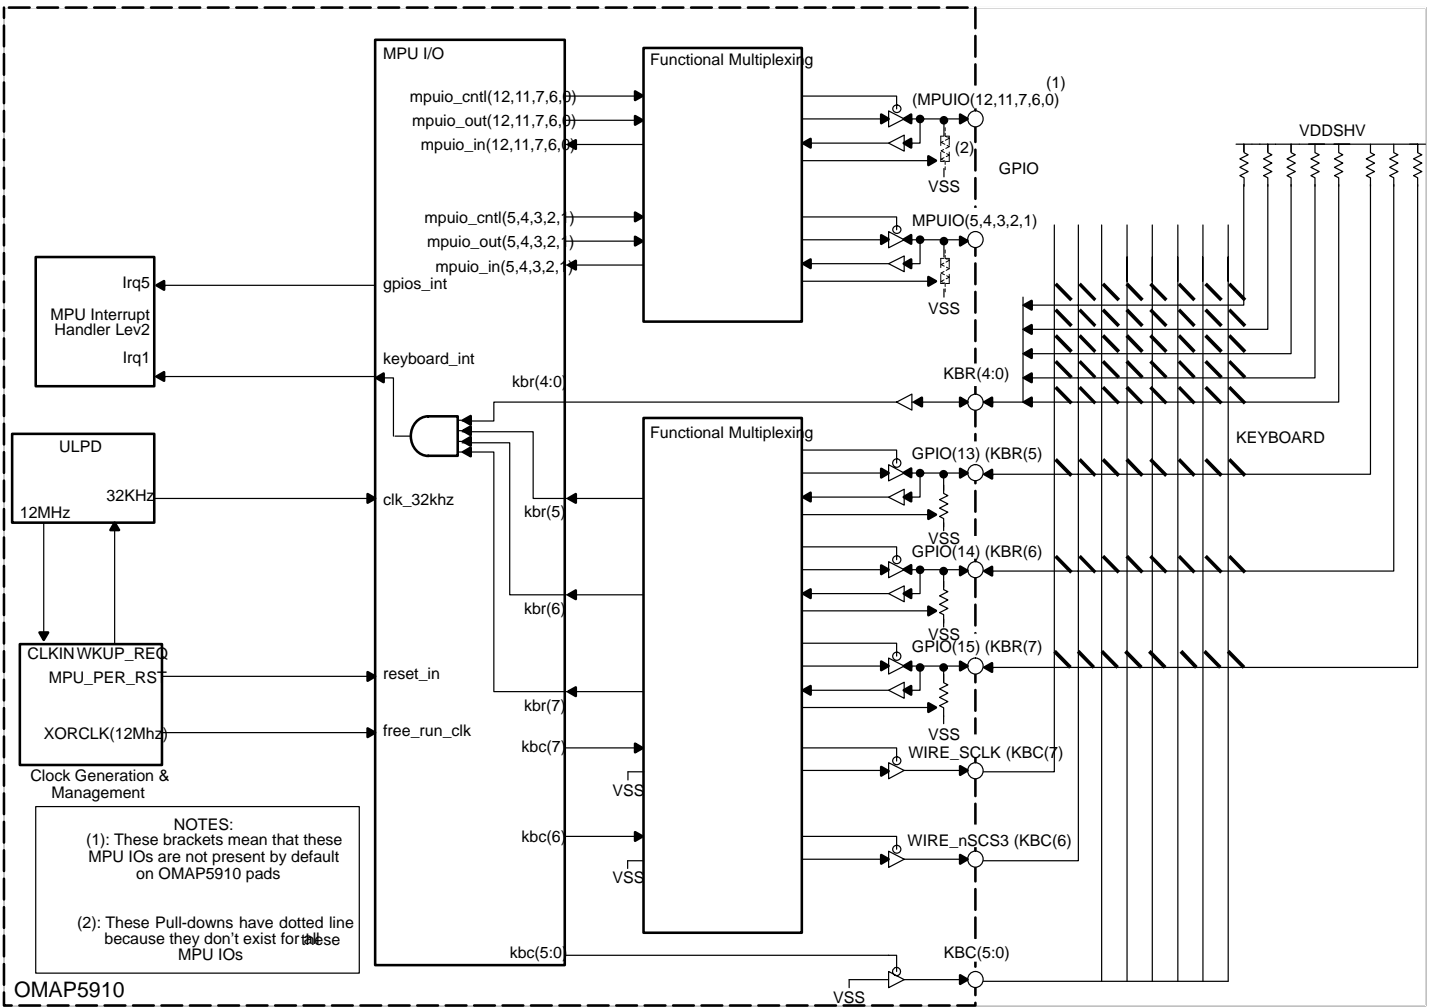 MPU I/O
Functional Multiplexing
mpuio_cntl(12,11,7,6,0)
mpuio_out(12,11,7,6,0)
mpuio_in(12,11,7,6,0)
(1)
(MPUIO(12,11,7,6,0)
(2)
VSS
GPIO
VDDSHV
mpuio_cntl(5,4,3,2,1)
mpuio_out(5,4,3,2,1)
mpuio_in(5,4,3,2,1)
MPUIO(5,4,3,2,1)
VSS
Irq5
MPU Interrupt
Handler Lev2
Irq1
gpios_int
keyboard_int
kbr(4:0)
KBR(4:0)
KEYBOARD
Functional Multiplexing
ULPD
32KHz
12MHz
clk_32khz
kbr(5)
GPIO(13) (KBR(5)
VSS
kbr(6)
GPIO(14) (KBR(6)
VSS
kbr(7)
GPIO(15) (KBR(7)
VSS
CLKIN WKUP_REQ
MPU_PER_RST
XORCLK(12Mhz)
Clock Generation &
Management
reset_in
free_run_clk
kbc(7)
VSS
WIRE_SCLK (KBC(7)
kbc(6)
VSS
WIRE_nSCS3 (KBC(6)
kbc(5:0)
VSS
KBC(5:0)
NOTES:
(1): These brackets mean that these
MPU IOs are not present by default
on OMAP5910 pads
(2): These Pull-downs have dotted line
because they don't exist for all these
MPU IOs
OMAP5910